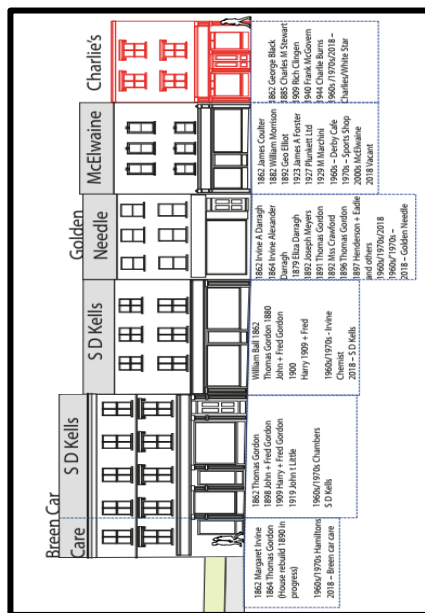 Breen Car
Care
S D Kells
S D Kells
Golden
Needle
McElwaine
Charlie's
1862 Margaret Irvine
1864 Thomas Gordon
(House rebuild 1890 in
progress)
1960s/1970s Hamiltons
2018 – Breen car care
1862 Thomas Gordon
1898 John + Fred Gordon
1909 Harry + Fred Gordon
1919 John t Little
1960s/1970s Chambers
S D Kells
William Ball 1862
Thomas Gordon 1880
John + Fred Gordon
1900
Harry 1909 + Fred
1960s/1970s - Irvine
Chemist
2018 – S D Kells
1862 Irvine A Darragh
1864 Irvine Alexander
Darragh
1879 Eliza Darragh
1892 Joseph Meyers
1891 Thomas Gordon
1892 Mss Crawford
1896 Thomas Gordon
1897 Henderson + Eadie
and others
1960s/1970s/2018
1960s/1970s –
2018 – Golden Needle
1862 James Coulter
1882 William Morrison
1892 Geo Elliot
1923 James A Forster
1927 Plunkett Ltd
1929 M Marchini
1960s – Derby Cafe
1970s – Sports Shop
2000s McElwaine
2018 Vacant
1862 George Black
1885 Charles M Stewart
1909 Rich Clingen
1940 Frank McGovern
1944 Charlie Burns
1960s /1970s/2018 –
Charlies/White Star